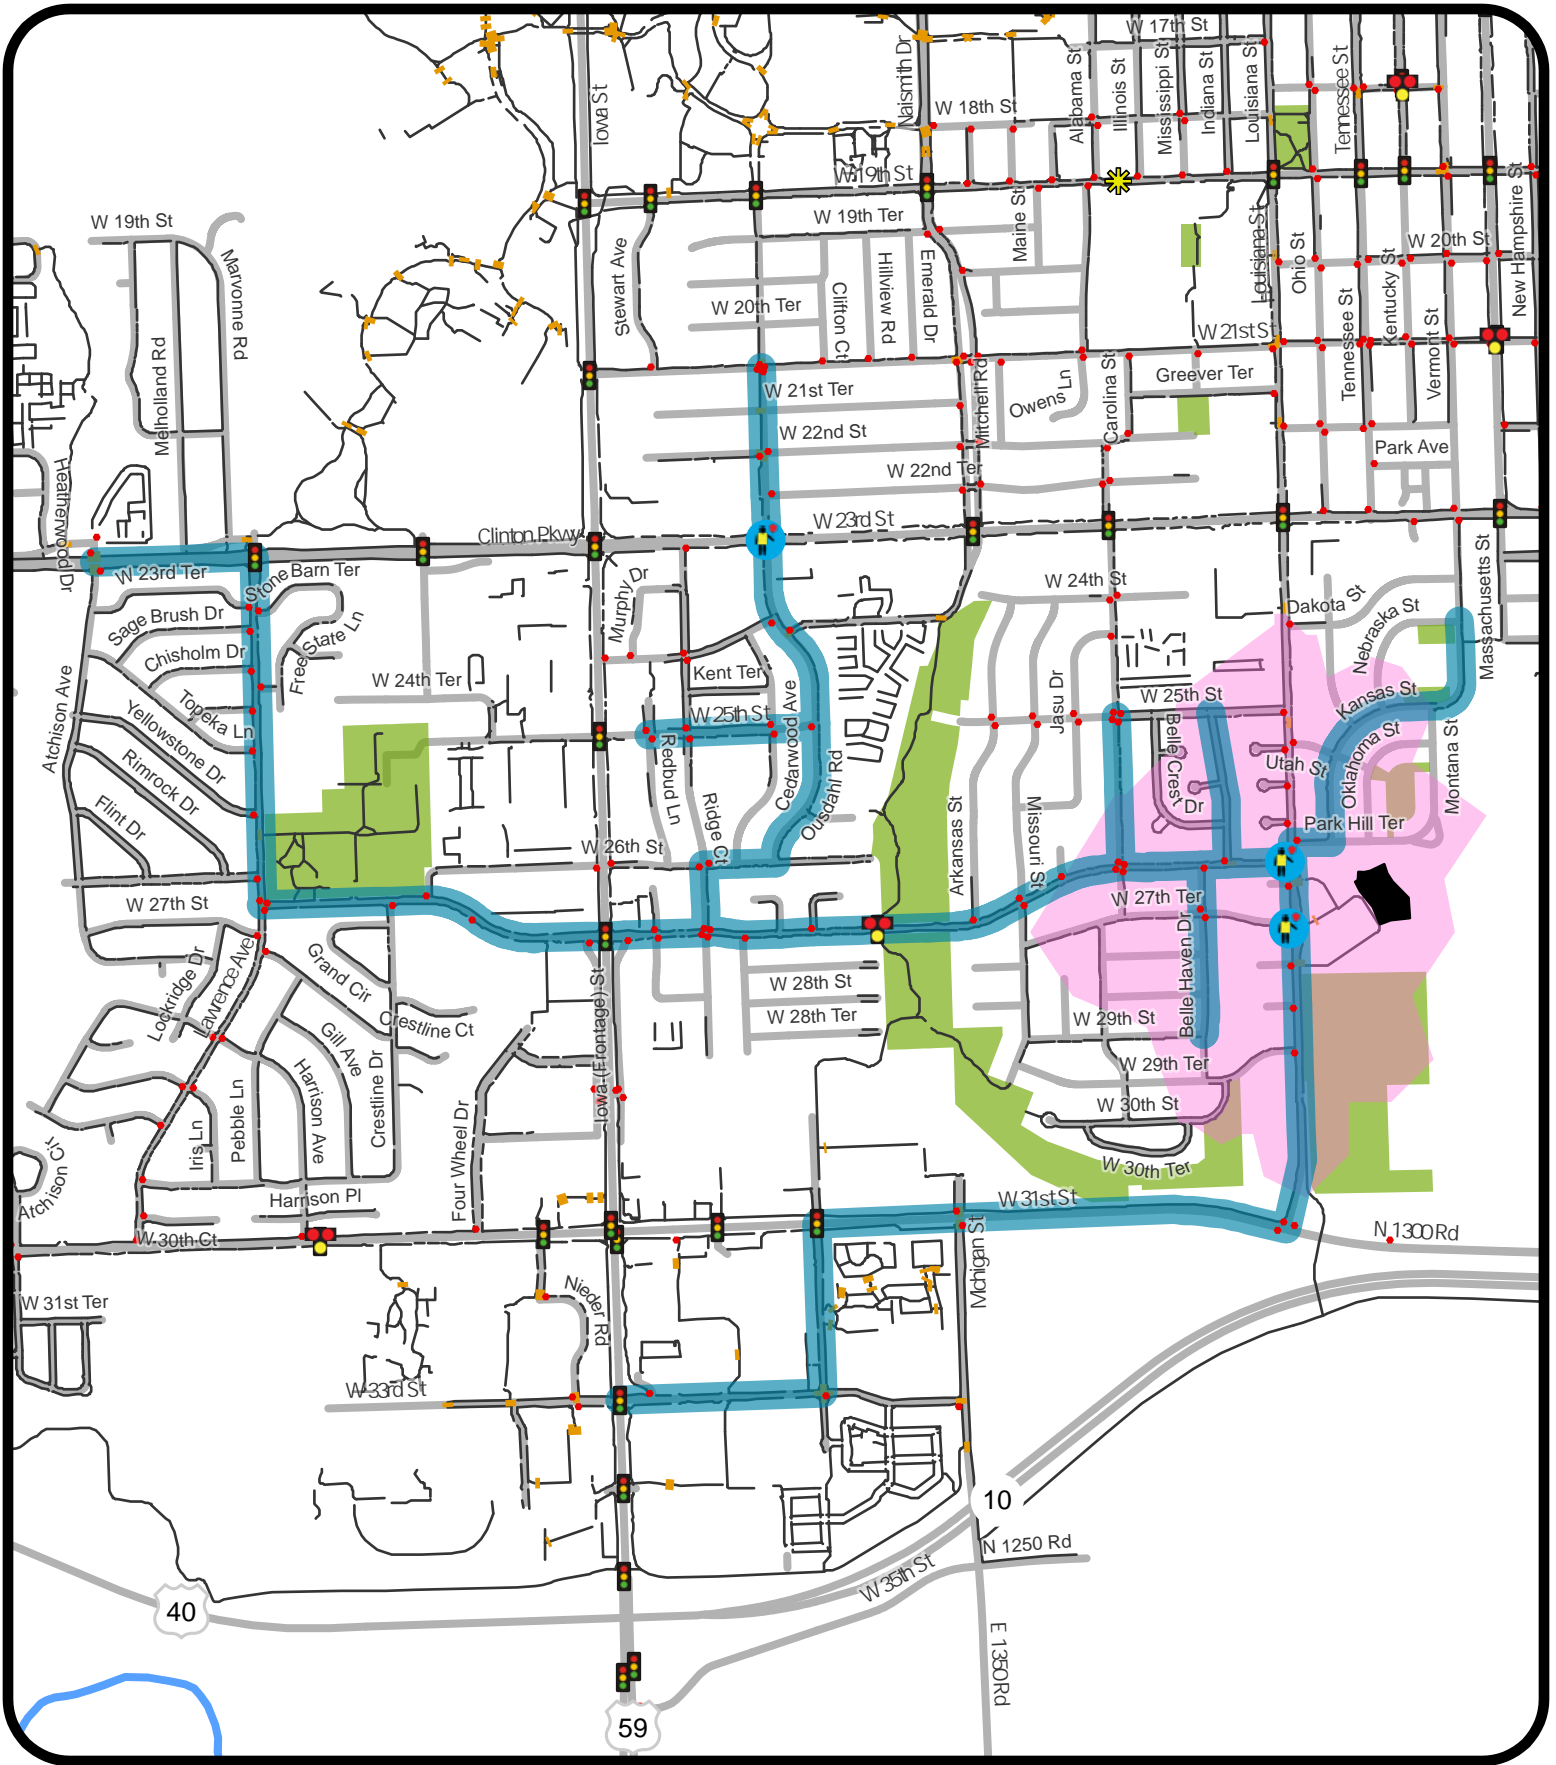 W 17th St
Naismith Dr
Iowa St
Alabama St
Illinois St
Mississippi St
Indiana St
Louisiana St
Tennessee St
W 18th St
W 19th St
W 19th St
Marvonne Rd
W 19th Ter
Maine St
Louisiana St
Ohio St
W 20th St
New Hampshire St
Stewart Ave
Clifton Ct
Hillview Rd
Emerald Dr
W 20th Ter
Kentucky St
Tennessee St
Vermont St
W 21st St
Melholland Rd
Mitchell Rd
Owens Ln
Carolina St
Greever Ter
W 21st Ter
W 22nd St
W 22nd Ter
Park Ave
Heatherwood Dr
Clinton Pkwy
W 23rd St
W 23rd Ter
Stone Barn Ter
Murphy Dr
W 24th St
Dakota St
Nebraska St
Massachusetts St
Sage Brush Dr
Chisholm Dr
Free State Ln
Topeka Ln
W 24th Ter
Kent Ter
Jasu Dr
W 25th St
W 25th St
Kansas St
Atchison Ave
Yellowstone Dr
Rimrock Dr
Flint Dr
Redbud Ln
Ridge Ct
Cedarwood Ave
Ousdahl Rd
Belle Crest Dr
Utah St
Oklahoma St
Montana St
Park Hill Ter
Arkansas St
Missouri St
W 26th St
W 27th St
W 27th Ter
Lockridge Dr
Lawrence Ave
Grand Cir
Crestline Ct
Iowa (Frontage) St
W 28th St
W 28th Ter
Belle Haven Dr
W 29th St
W 29th Ter
Gill Ave
Harrison Ave
Crestline Dr
Pebble Ln
Iris Ln
Four Wheel Dr
W 30th St
W 30th Ter
Atchison Cir
Harrison Pl
W 30th Ct
W 31st St
Michigan St
N 1300 Rd
W 31st Ter
Nieder Rd
W 33rd St
10
N 1250 Rd
W 35th St
40
E 1350 Rd
59